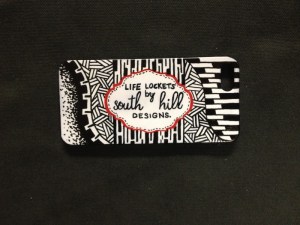 LIFE LOCKETS
by
south hill
DESIGNS.